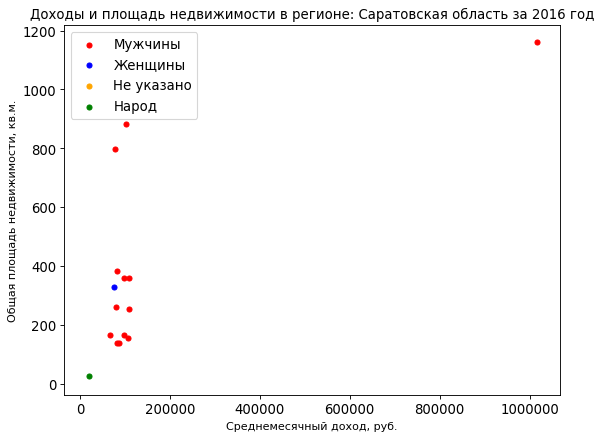 Доходы и площадь недвижимости в регионе: Саратовская область за 2016 год
Мужчины
Женщины
Не указано
Народ
Общая площадь недвижимости, кв.м.
1200
1000
800
600
400
200
0
0 200000 400000 600000 800000 1000000
Среднемесячный доход, руб.